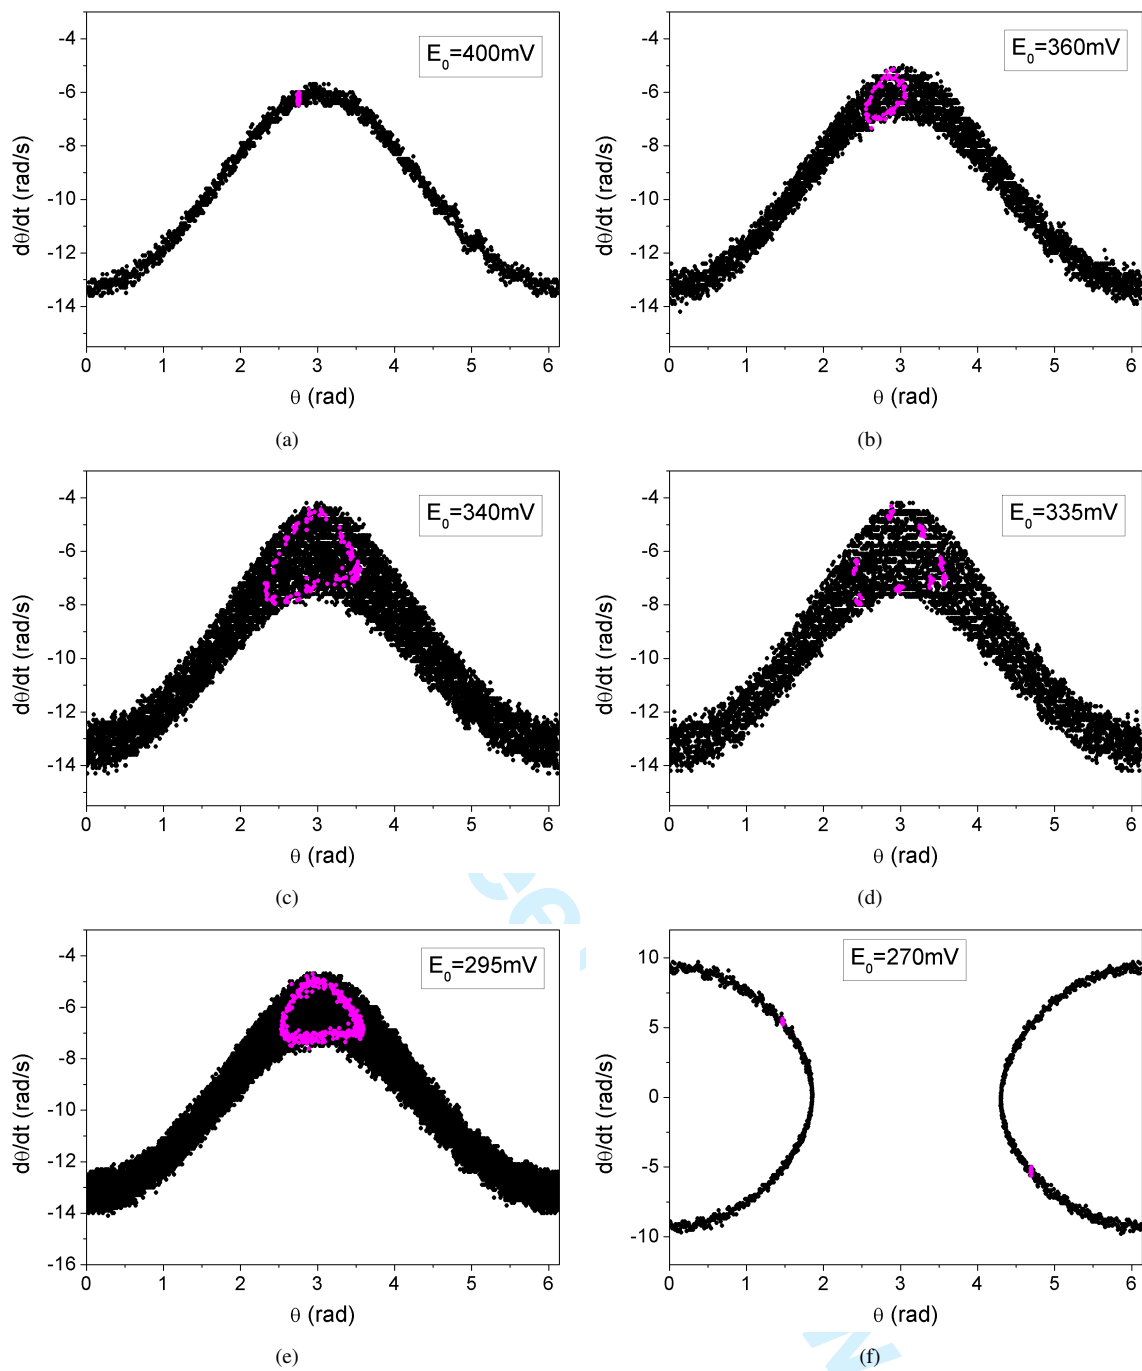 E0=400mV
-4
-6
-8
-10
-12
-14
dθ/dt (rad/s)
0 1 2 3 4 5 6
θ (rad)
(a)
E0=360mV
-4
-6
-8
-10
-12
-14
dθ/dt (rad/s)
0 1 2 3 4 5 6
θ (rad)
(b)
E0=340mV
-4
-6
-8
-10
-12
-14
dθ/dt (rad/s)
0 1 2 3 4 5 6
θ (rad)
(c)
E0=335mV
-4
-6
-8
-10
-12
-14
dθ/dt (rad/s)
0 1 2 3 4 5 6
θ (rad)
(d)
E0=295mV
-4
-6
-8
-10
-12
-14
-16
dθ/dt (rad/s)
0 1 2 3 4 5 6
θ (rad)
(e)
E0=270mV
10
5
0
-5
-10
dθ/dt (rad/s)
0 1 2 3 4 5 6
θ (rad)
(f)